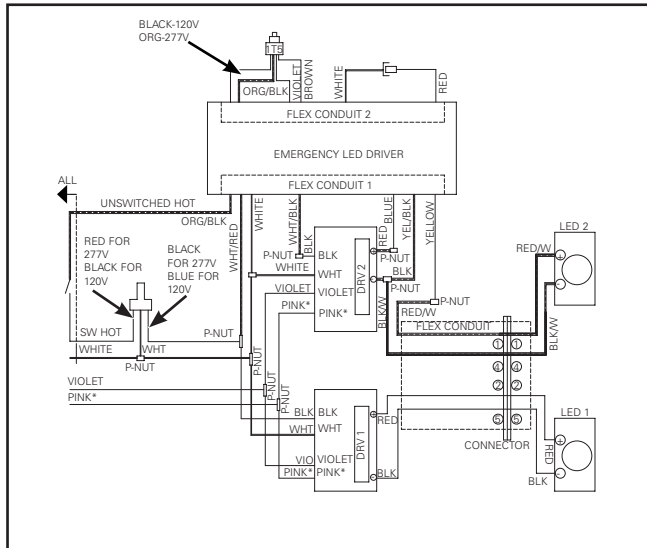 BLACK-120V
ORG-277V
1T5
ORG/BLK
VIOLET
BROWN
WHITE
RED
FLEX CONDUIT 2
EMERGENCY LED DRIVER
FLEX CONDUIT 1
ALL
UNSWITCHED HOT
ORG/BLK
WHT/RED
WHITE
WHT/BLK
BLK
RED
BLUE
YEL/BLK
YELLOW
LED 2
RED/W
RED FOR
277V
BLACK FOR
120V
BLACK
FOR 277V
BLUE FOR
120V
P-NUT
BLK
P-NUT
WHITE
WHT
BLK
VIOLET
VIOLET
PINK*
PINK*
DRV 2
+
-
BLK/W
RED/W
P-NUT
FLEX CONDUIT
+
-
BLK/W
SW HOT
P-NUT
WHITE
WHT
P-NUT
P-NUT
1 1
4 4
2 2
5 5
VIOLET
PINK*
P-NUT
P-NUT
BLK
BLK
WHT
WHT
VIO
VIOLET
PINK*
PINK*
DRV 1
+
RED
-
BLK
CONNECTOR
LED 1
+
-
RED
BLK